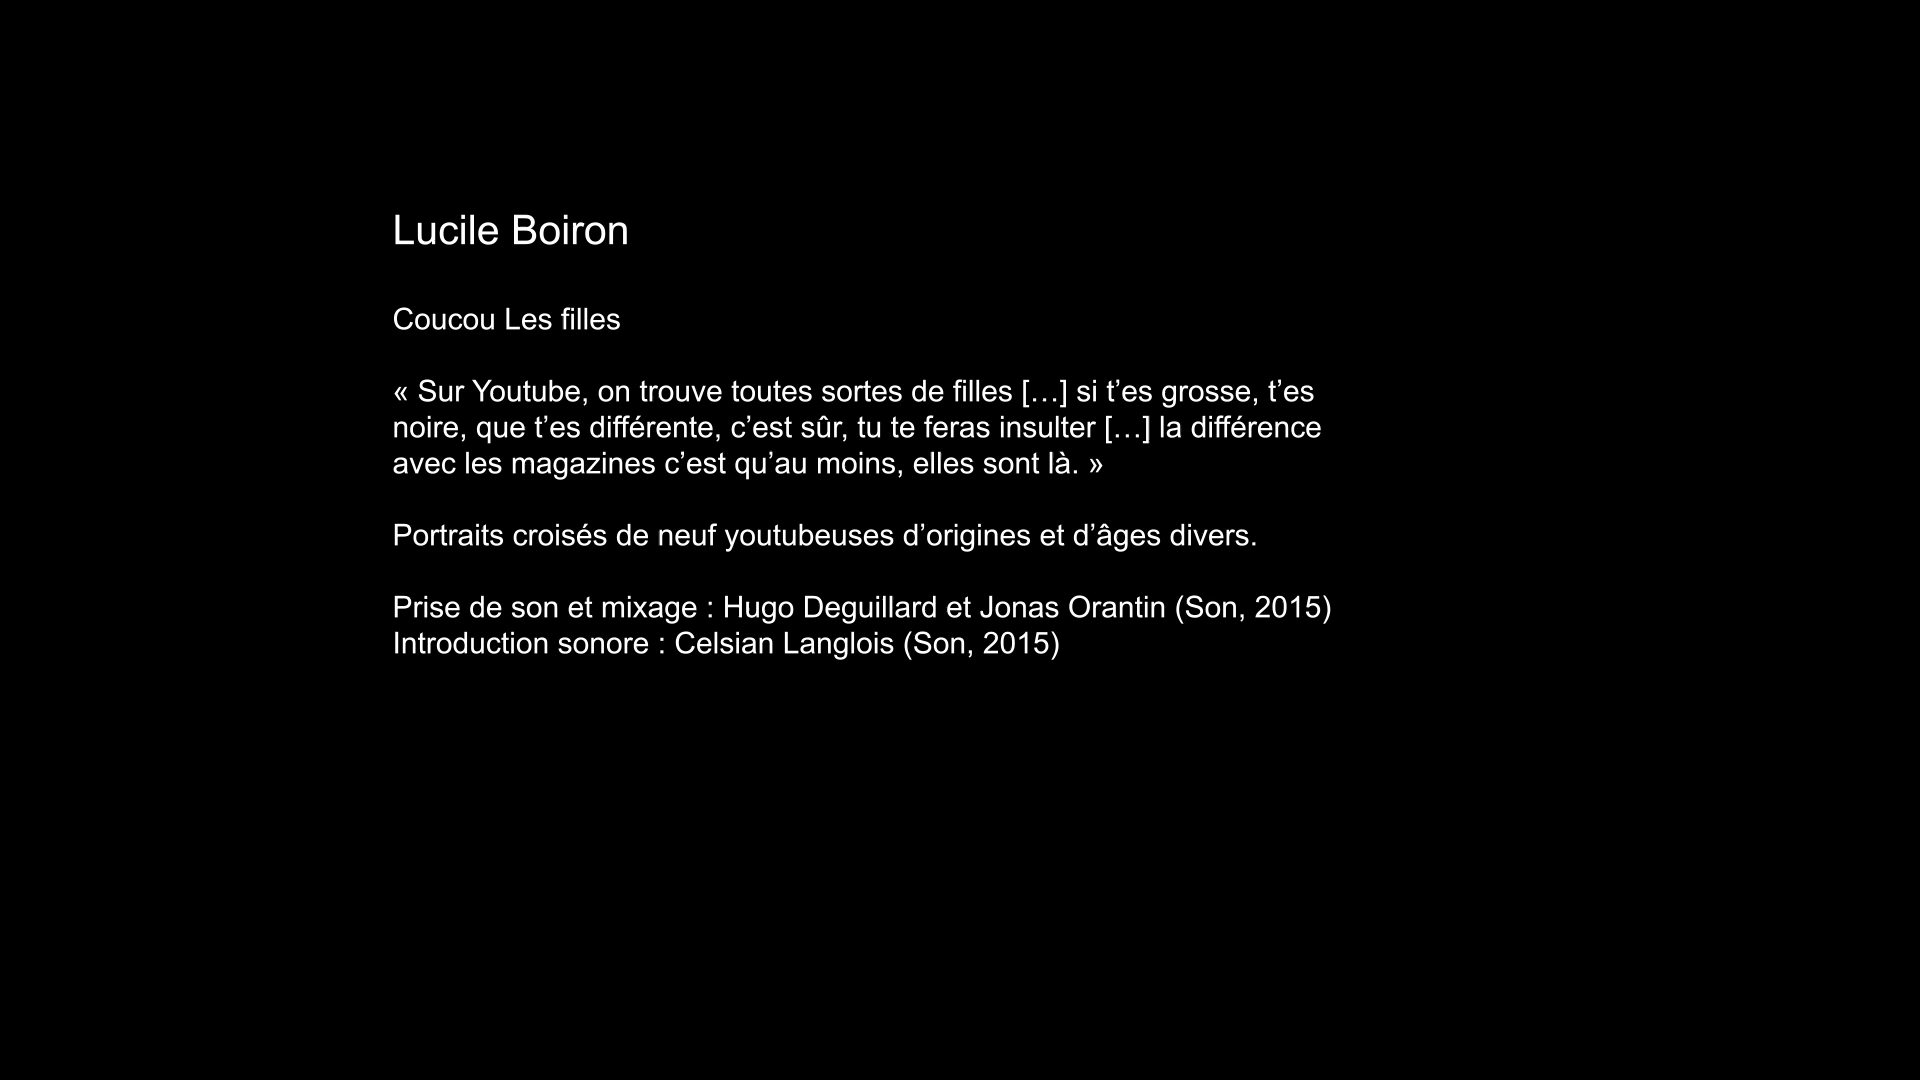 Lucile Boiron
Coucou Les filles
« Sur Youtube, on trouve toutes sortes de filles […] si t’es grosse, t’es
noire, que t’es différente, c’est sûr, tu te feras insulter […] la différence
avec les magazines c’est qu’au moins, elles sont là. »
Portraits croisés de neuf youtubeuses d’origines et d’âges divers.
Prise de son et mixage : Hugo Deguillard et Jonas Orantin (Son, 2015)
Introduction sonore : Celsian Langlois (Son, 2015)